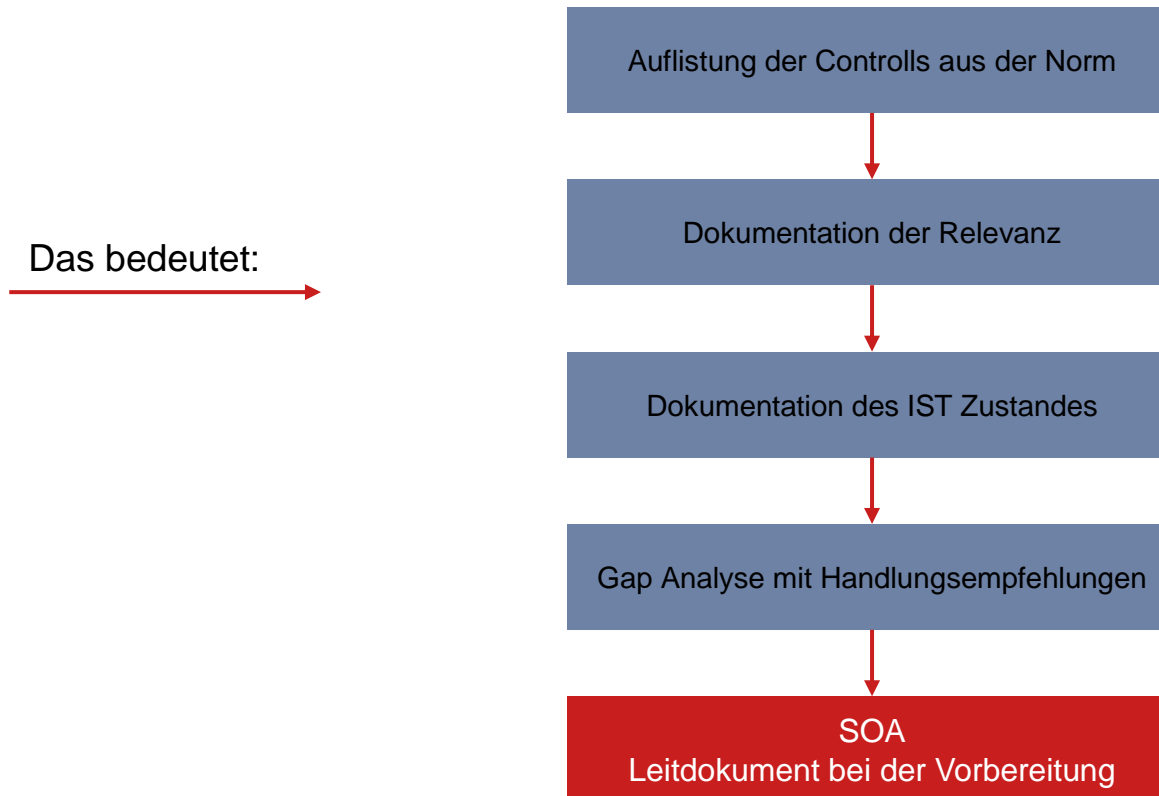 Auflistung der Controlls aus der Norm
Dokumentation der Relevanz
Das bedeutet:
Dokumentation des IST Zustandes
Gap Analyse mit Handlungsempfehlungen
SOA
Leitdokument bei der Vorbereitung